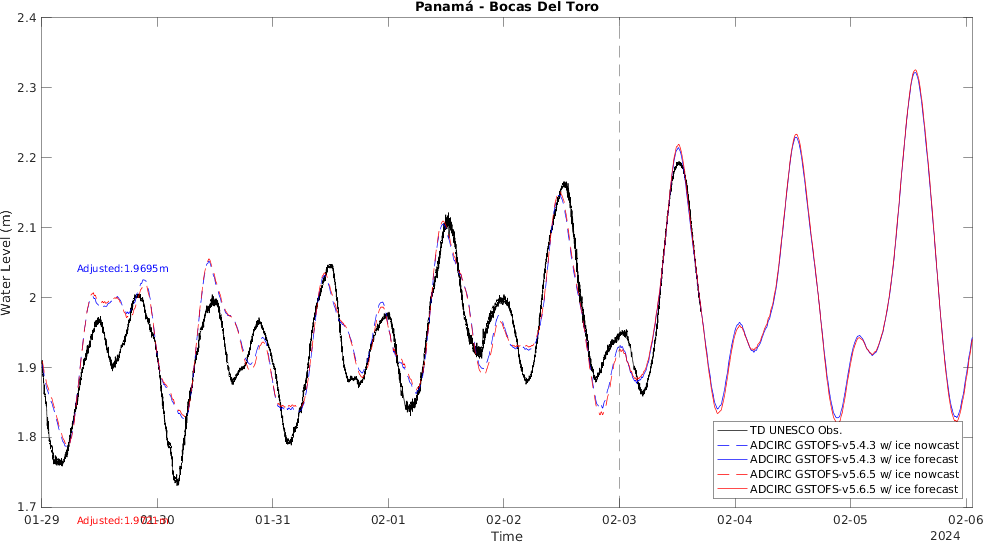 Panamá - Bocas Del Toro
Water Level (m)
2.4
2.3
2.2
2.1
2
1.9
1.8
1.7
Adjusted:1.9695m
TD UNESCO Obs.
ADCIRC GSTOFS-v5.4.3 w/ ice nowcast
ADCIRC GSTOFS-v5.4.3 w/ ice forecast
ADCIRC GSTOFS-v5.6.5 w/ ice nowcast
ADCIRC GSTOFS-v5.6.5 w/ ice forecast
01-29 01-30 01-31 02-01 02-02 02-03 02-04 02-05 02-06
Time
2024